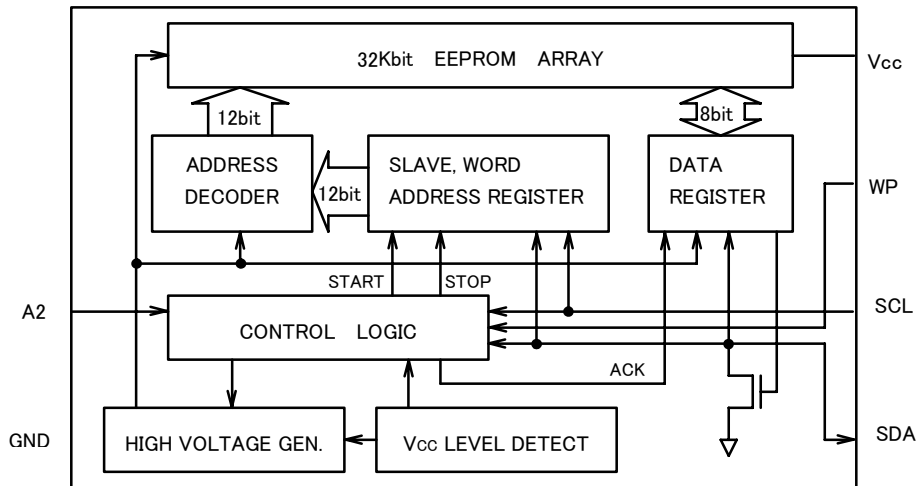 32Kbit EEPROM ARRAY
Vcc
12bit
8bit
ADDRESS
DECODER
12bit
SLAVE, WORD
ADDRESS REGISTER
DATA
REGISTER
WP
START
STOP
A2
CONTROL LOGIC
SCL
ACK
GND
HIGH VOLTAGE GEN.
Vcc LEVEL DETECT
SDA